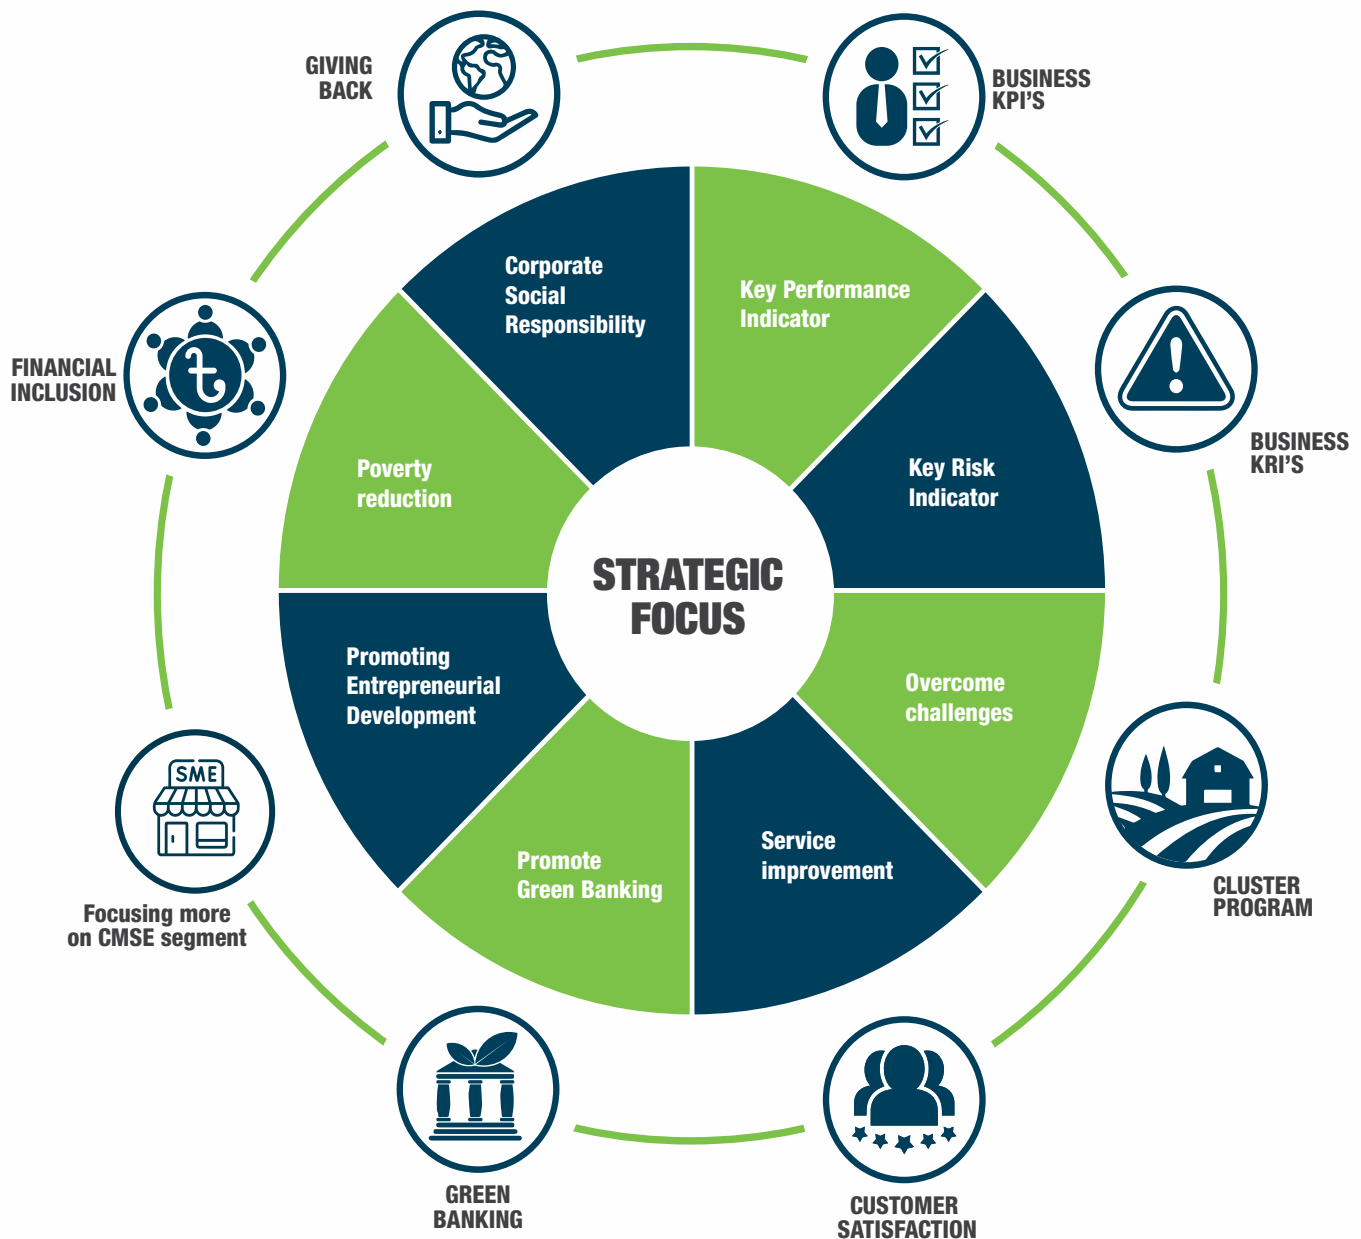 GIVING
BACK
BUSINESS
KPI'S
Corporate
Social
Responsibility
Key Performance
Indicator
FINANCIAL
INCLUSION
t
BUSINESS
KRI'S
Poverty
reduction
Key Risk
Indicator
STRATEGIC
FOCUS
Promoting
Entrepreneurial
Development
Overcome
challenges
SME
Focusing more
on CMSE segment
CLUSTER
PROGRAM
Promote
Green Banking
Service
improvement
GREEN
BANKING
CUSTOMER
SATISFACTION